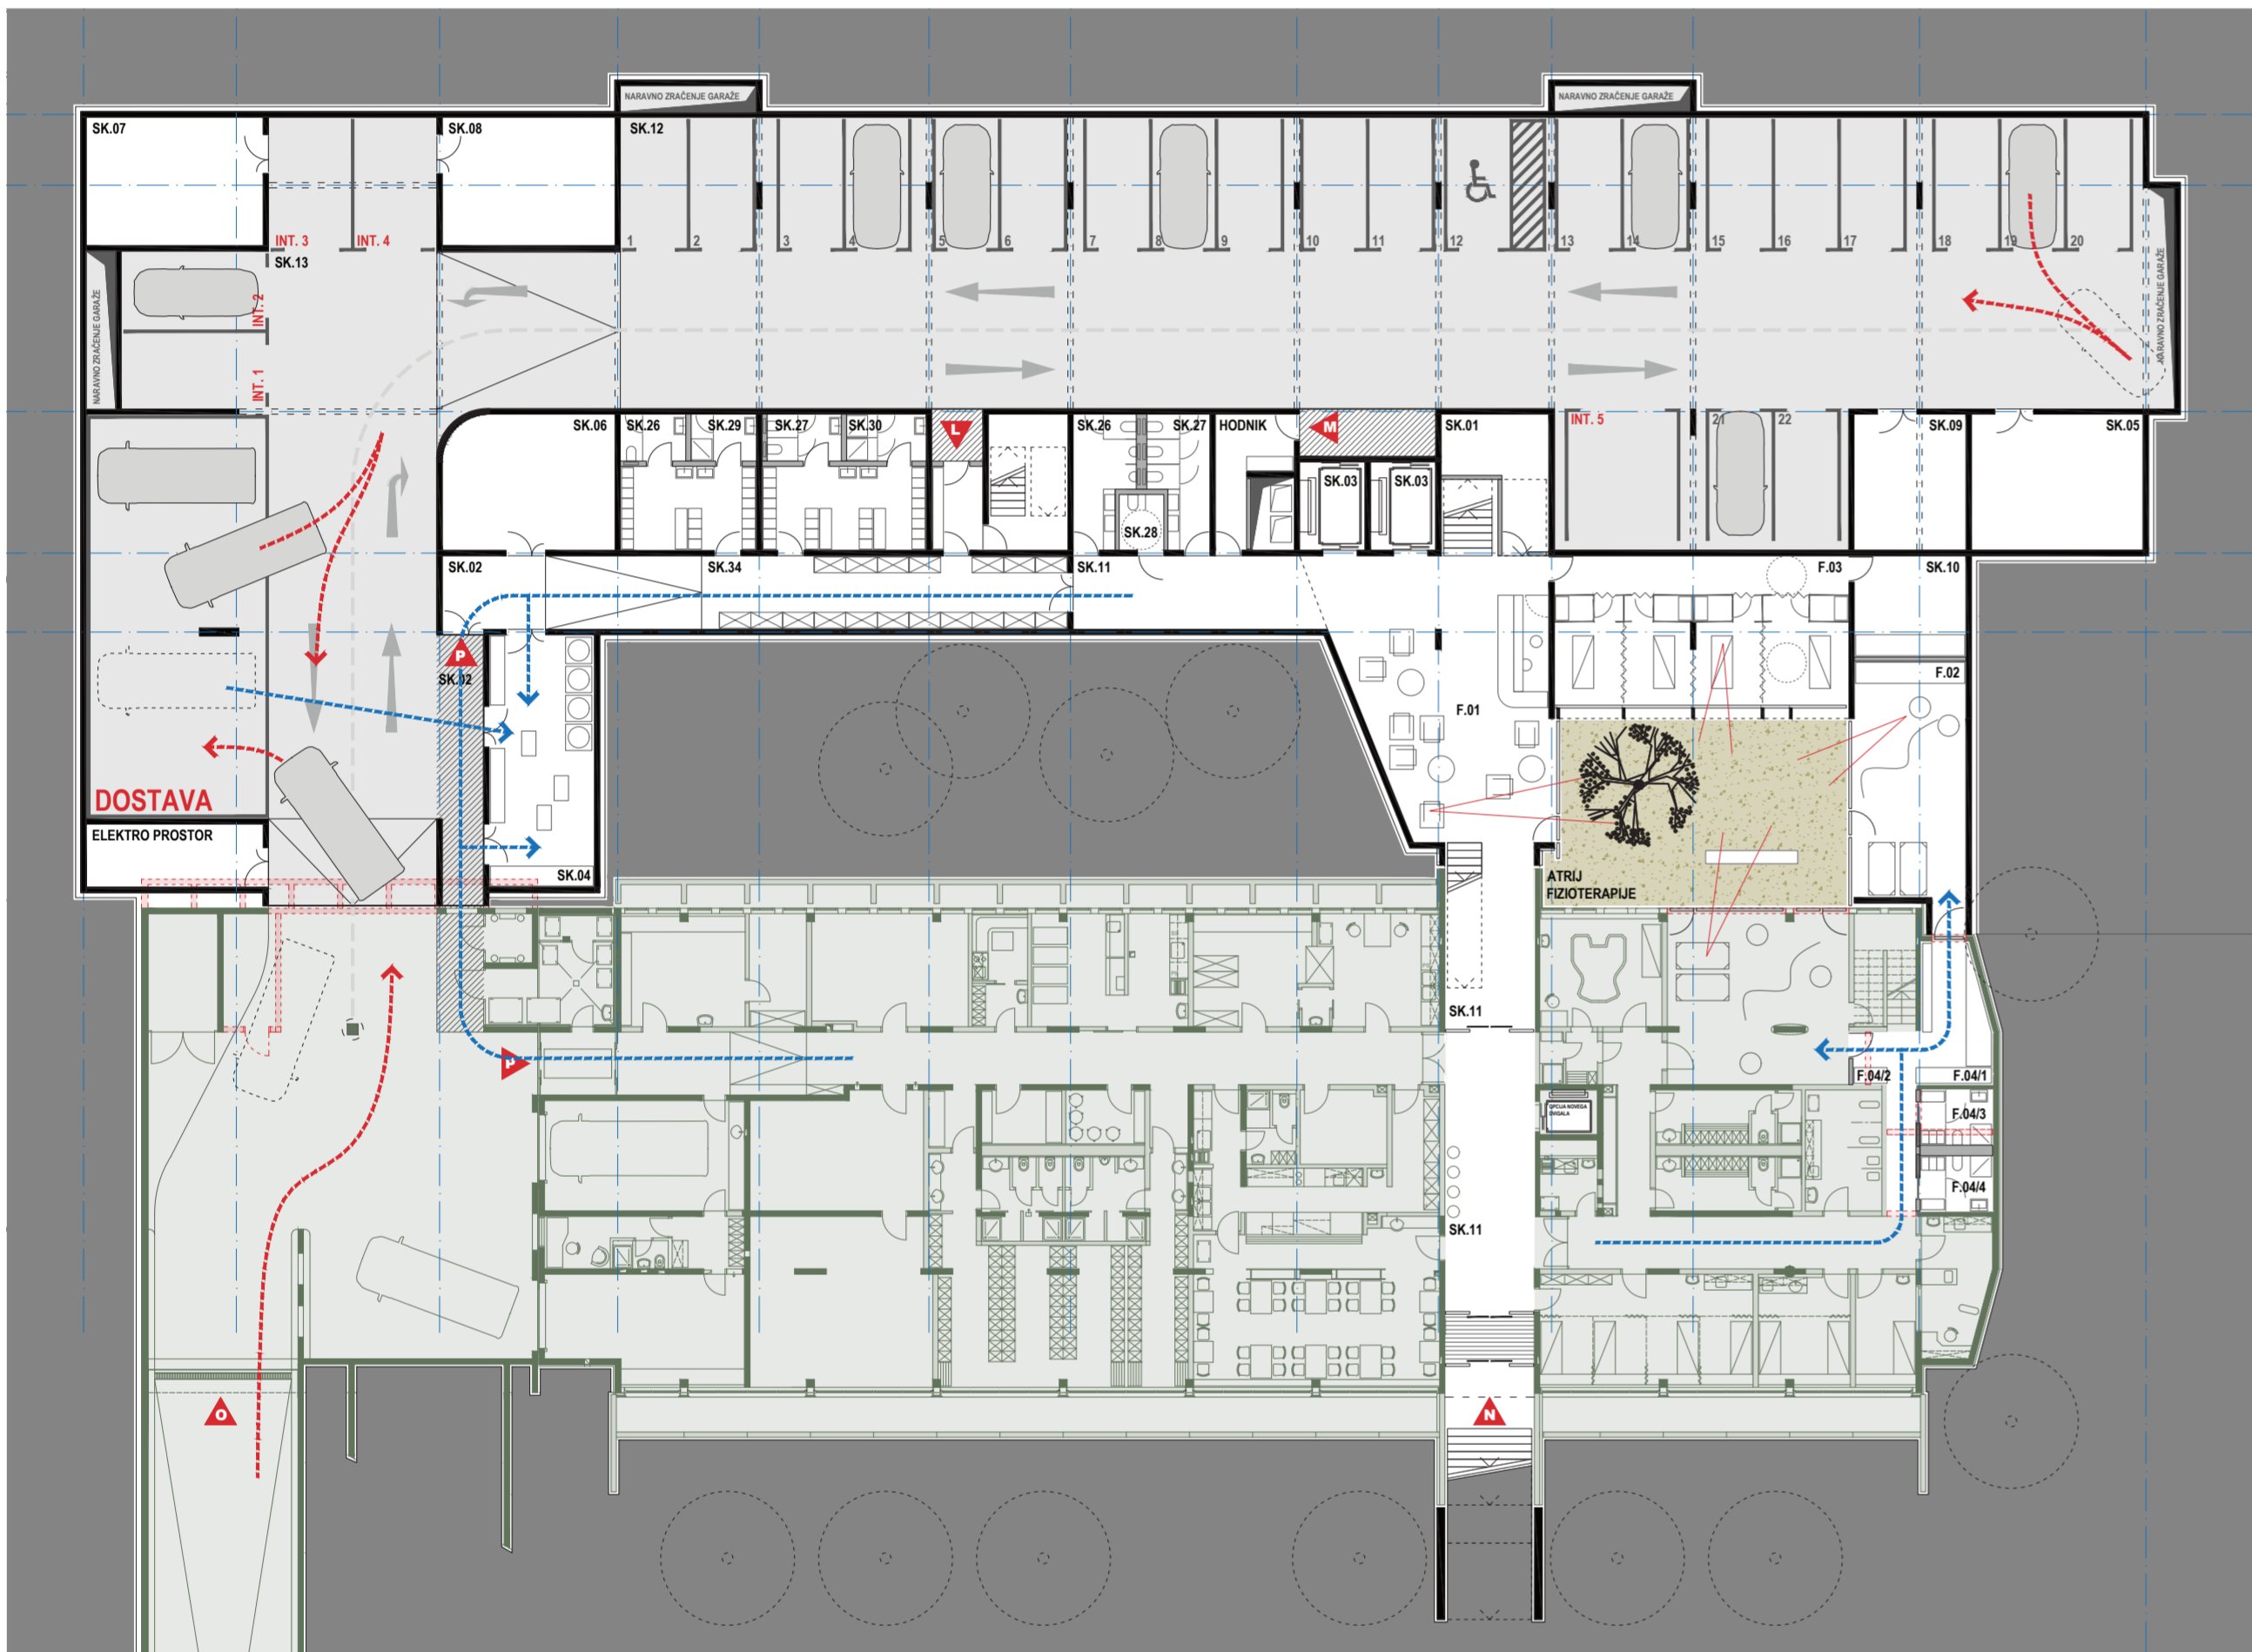 NARAVNO ZRAČENJE GARAŽE
NARAVNO ZRAČENJE GARAŽE
SK.07
SK.08
SK.12
INT. 3
INT. 4
SK.13
1
2
3
4
5
6
7
8
9
10
11
12
13
14
15
16
17
18
19
20
NARAVNO ZRAČENJE GARAŽE
INT. 2
INT. 1
NARAVNO ZRAČENJE GARAŽE
SK.06
SK.26
SK.29
SK.27
SK.30
L
SK.26
SK.27
HODNIK
M
SK.01
INT. 5
21
22
SK.09
SK.05
SK.03
SK.03
SK.28
SK.02
SK.34
SK.11
F.03
SK.10
P
SK.02
F.02
F.01
DOSTAVA
ELEKTRO PROSTOR
SK.04
ATRIJ
FIZIOTERAPIJE
SK.11
P
F.04/2
F.04/1
OPCIJA NOVEGA
DVIGALA
F.04/3
F.04/4
SK.11
O
N